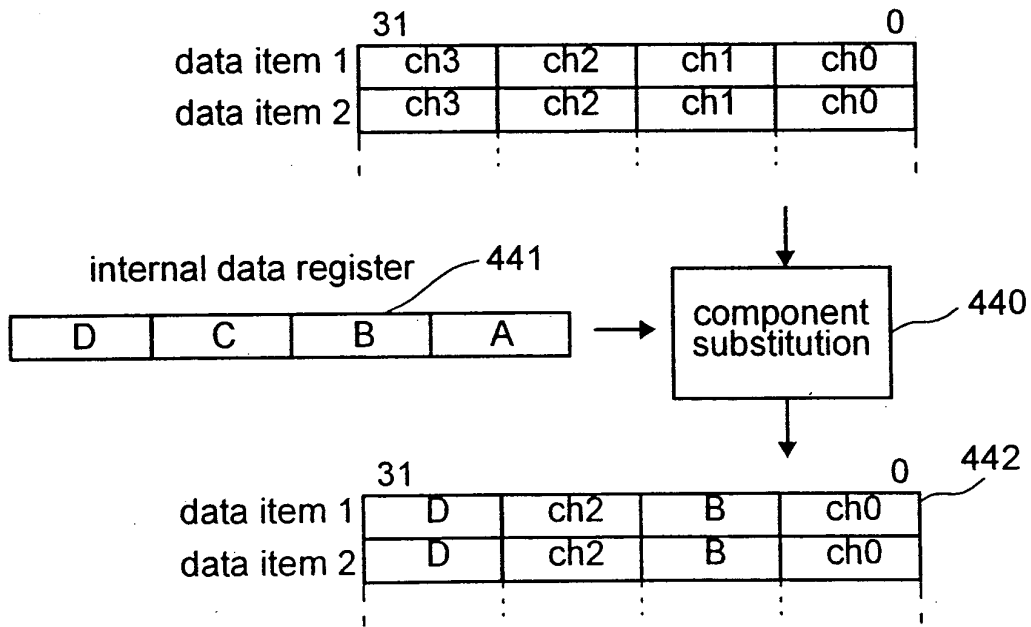 31 0
data item 1 ch3 ch2 ch1 ch0
data item 2 ch3 ch2 ch1 ch0
internal data register 441
D C B A
component
substitution
440
31 0
442
data item 1 D ch2 B ch0
data item 2 D ch2 B ch0